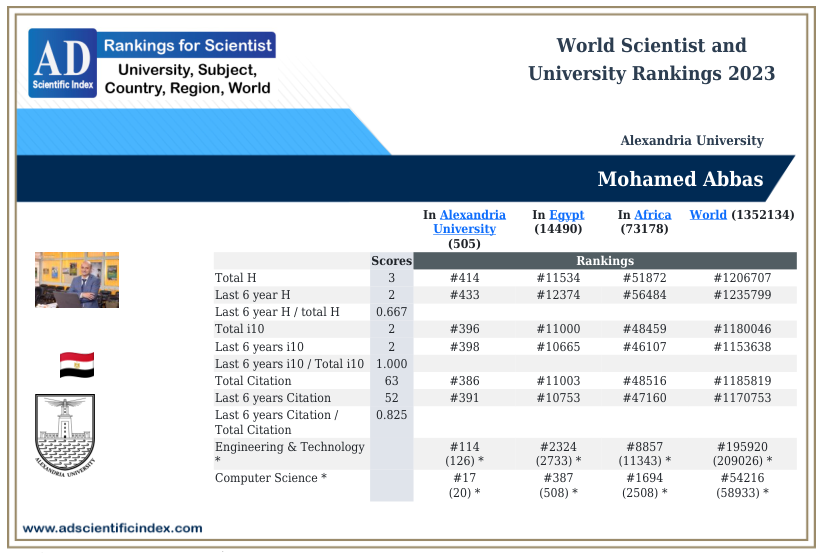 AD
Scientific Index
Rankings for Scientist
University, Subject,
Country, Region, World
World Scientist and
University Rankings 2023
Alexandria University
Mohamed Abbas
In Alexandria University (505) In Egypt (14490) In Africa (73178) World (1352134)
Scores Rankings
Total H 3 #414 #11534 #51872 #1206707
Last 6 year H 2 #433 #12374 #56484 #1235799
Last 6 year H / total H 0.667
Total i10 2 #396 #11000 #48459 #1180046
Last 6 years i10 2 #398 #10665 #46107 #1153638
Last 6 years i10 / Total i10 1.000
Total Citation 63 #386 #11003 #48516 #1185819
Last 6 years Citation 52 #391 #10753 #47160 #1170753
Last 6 years Citation / 0.825
Total Citation
Engineering & Technology #114 #2324 #8857 #195920
* (126) * (2733) * (11343) * (209026) *
Computer Science * #17 #387 #1694 #54216
(20) * (508) * (2508) * (58933) *
ALEXANDRIA UNIVERSITY
www.adscientificindex.com